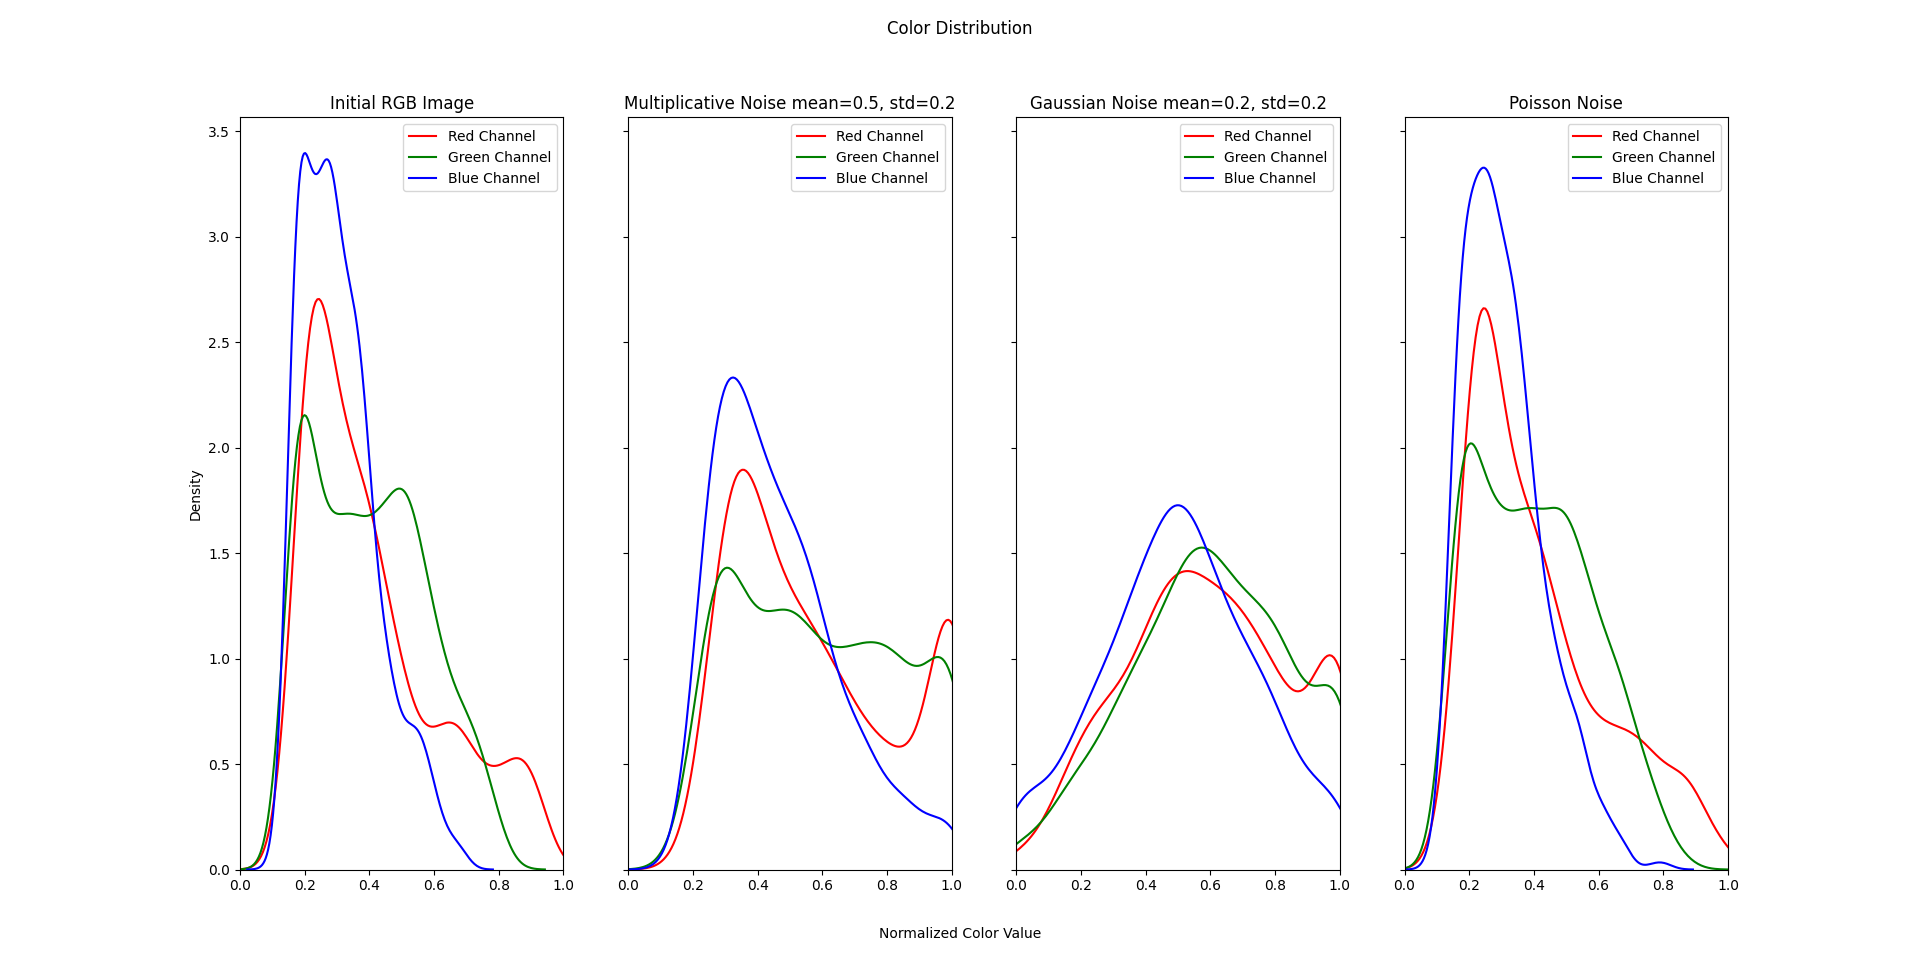 Color Distribution
Initial RGB Image
Multiplicative Noise mean=0.5, std=0.2
Gaussian Noise mean=0.2, std=0.2
Poisson Noise
Red Channel
Green Channel
Blue Channel
Red Channel
Green Channel
Blue Channel
Red Channel
Green Channel
Blue Channel
Red Channel
Green Channel
Blue Channel
3.5
3.0
2.5
2.0
1.5
1.0
0.5
0.0
Density
0.0 0.2 0.4 0.6 0.8 1.0
0.0 0.2 0.4 0.6 0.8 1.0
0.0 0.2 0.4 0.6 0.8 1.0
0.0 0.2 0.4 0.6 0.8 1.0
Normalized Color Value